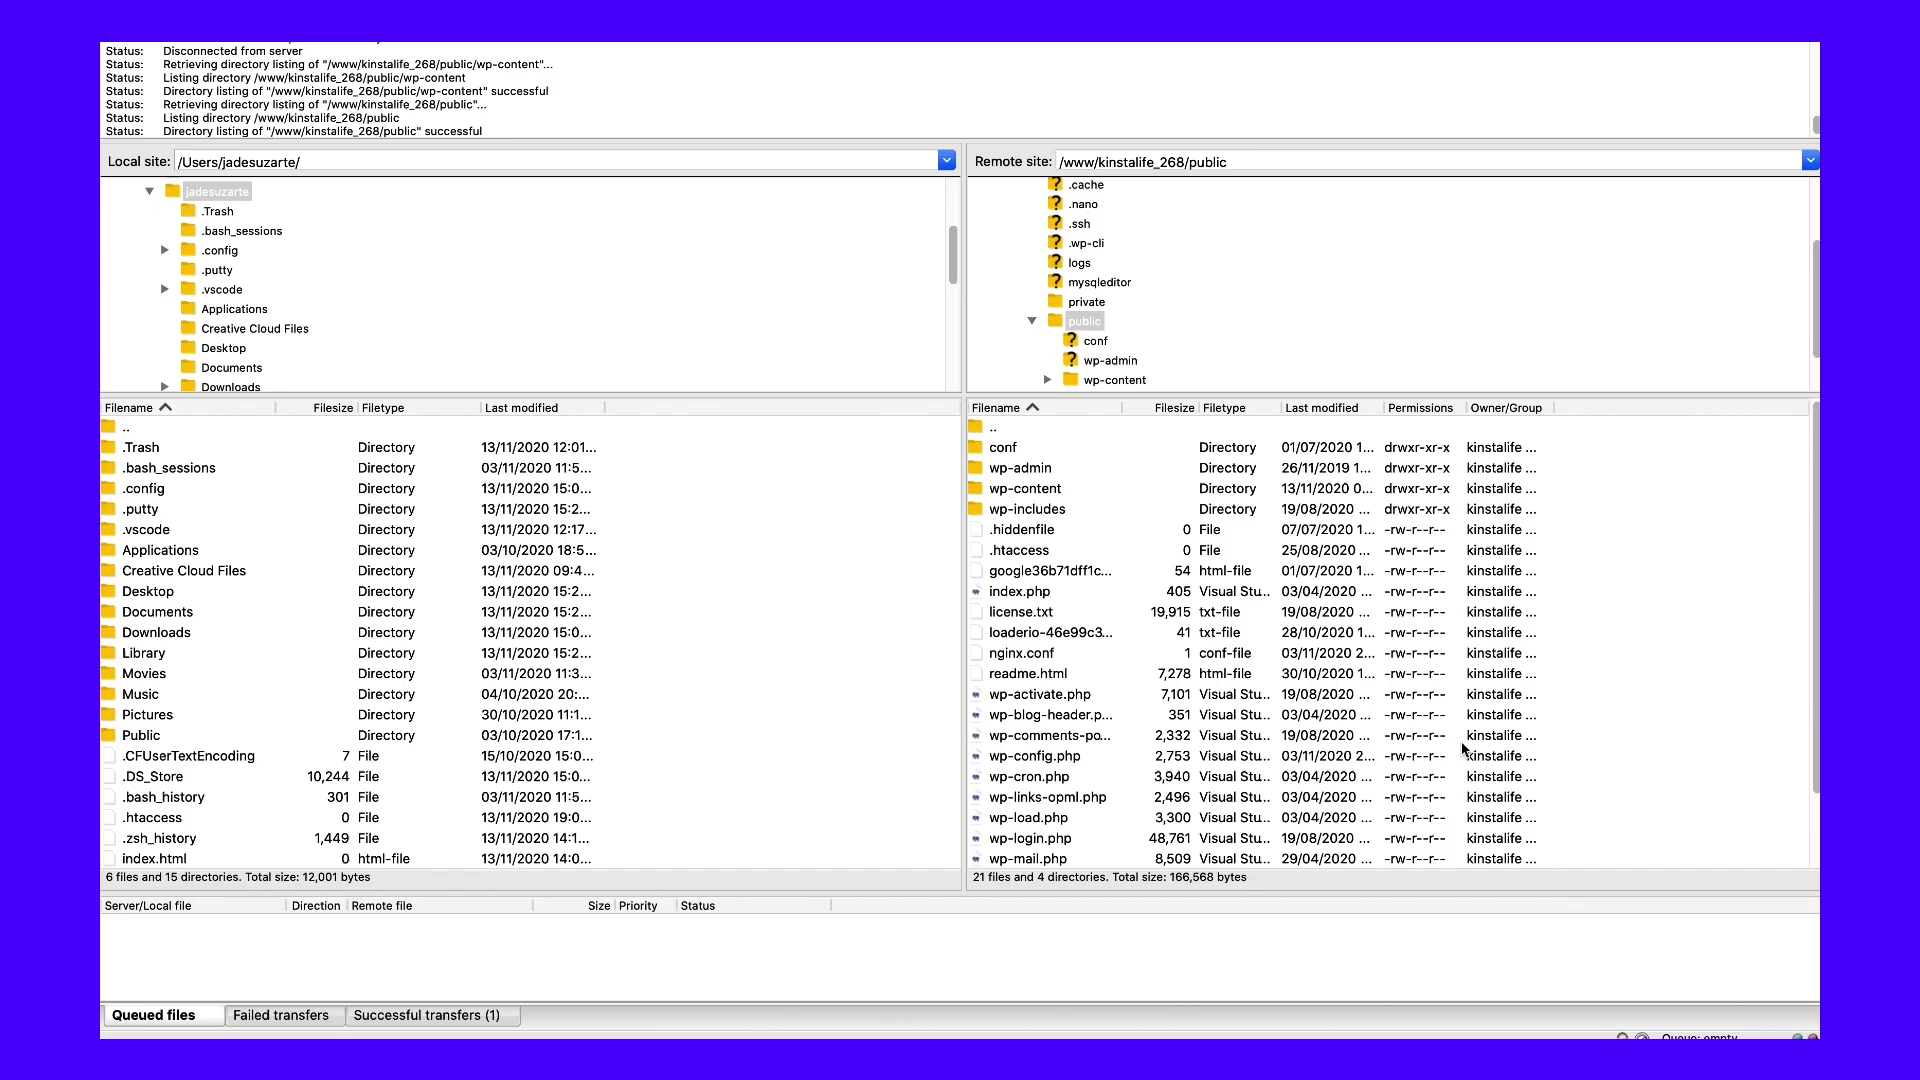 Status: Disconnected from server
Status: Retrieving directory listing of "/www/kinstalife_268/public/wp-content"...
Status: Listing directory /www/kinstalife_268/public/wp-content
Status: Directory listing of "/www/kinstalife_268/public/wp-content" successful
Status: Retrieving directory listing of "/www/kinstalife_268/public"...
Status: Listing directory /www/kinstalife_268/public
Status: Directory listing of "/www/kinstalife_268/public" successful
Local site: /Users/jadesuzarte/
jadesuzarte
.Trash
.bash_sessions
.config
.putty
.vscode
Applications
Creative Cloud Files
Desktop
Documents
Downloads
Remote site: /www/kinstalife_268/public
.cache
.nano
.ssh
.wp-cli
logs
mysqleditor
private
public
conf
wp-admin
wp-content
Filename Filesize Filetype Last modified
..
.Trash Directory 13/11/2020 12:01...
.bash_sessions Directory 03/11/2020 11:5...
.config Directory 13/11/2020 15:0...
.putty Directory 13/11/2020 15:2...
.vscode Directory 13/11/2020 12:17...
Applications Directory 03/10/2020 18:5...
Creative Cloud Files Directory 13/11/2020 09:4...
Desktop Directory 13/11/2020 15:2...
Documents Directory 13/11/2020 15:2...
Downloads Directory 13/11/2020 15:0...
Library Directory 13/11/2020 15:2...
Movies Directory 03/11/2020 11:3...
Music Directory 04/10/2020 20:...
Pictures Directory 30/10/2020 11:1...
Public Directory 03/10/2020 17:1...
.CFUserTextEncoding 7 File 15/10/2020 15:0...
.DS_Store 10,244 File 13/11/2020 15:0...
.bash_history 301 File 03/11/2020 11:5...
.htaccess 0 File 13/11/2020 19:0...
.zsh_history 1,449 File 13/11/2020 14:1...
index.html 0 html-file 13/11/2020 14:0...
6 files and 15 directories. Total size: 12,001 bytes
Filename Filesize Filetype Last modified Permissions Owner/Group
..
conf Directory 01/07/2020 1... drwxr-xr-x kinstalife ...
wp-admin Directory 26/11/2019 1... drwxr-xr-x kinstalife ...
wp-content Directory 13/11/2020 0... drwxr-xr-x kinstalife ...
wp-includes Directory 19/08/2020 ... drwxr-xr-x kinstalife ...
.hiddenfile 0 File 07/07/2020 1... -rw-r--r-- kinstalife ...
.htaccess 0 File 25/08/2020 ... -rw-r--r-- kinstalife ...
google36b71dff1c... 54 html-file 01/07/2020 1... -rw-r--r-- kinstalife ...
index.php 405 Visual Stu... 03/04/2020 ... -rw-r--r-- kinstalife ...
license.txt 19,915 txt-file 19/08/2020 ... -rw-r--r-- kinstalife ...
loaderio-46e99c3... 41 txt-file 28/10/2020 1... -rw-r--r-- kinstalife ...
nginx.conf 1 conf-file 03/11/2020 2... -rw-r--r-- kinstalife ...
readme.html 7,278 html-file 30/10/2020 1... -rw-r--r-- kinstalife ...
wp-activate.php 7,101 Visual Stu... 19/08/2020 ... -rw-r--r-- kinstalife ...
wp-blog-header.p... 351 Visual Stu... 03/04/2020 ... -rw-r--r-- kinstalife ...
wp-comments-po... 2,332 Visual Stu... 19/08/2020 ... -rw-r--r-- kinstalife ...
wp-config.php 2,753 Visual Stu... 03/11/2020 2... -rw-r--r-- kinstalife ...
wp-cron.php 3,940 Visual Stu... 03/04/2020 ... -rw-r--r-- kinstalife ...
wp-links-opml.php 2,496 Visual Stu... 03/04/2020 ... -rw-r--r-- kinstalife ...
wp-load.php 3,300 Visual Stu... 03/04/2020 ... -rw-r--r-- kinstalife ...
wp-login.php 48,761 Visual Stu... 19/08/2020 ... -rw-r--r-- kinstalife ...
wp-mail.php 8,509 Visual Stu... 29/04/2020 ... -rw-r--r-- kinstalife ...
21 files and 4 directories. Total size: 166,568 bytes
Server/Local file Direction Remote file Size Priority Status
Queued files Failed transfers Successful transfers (1)
Queue: empty